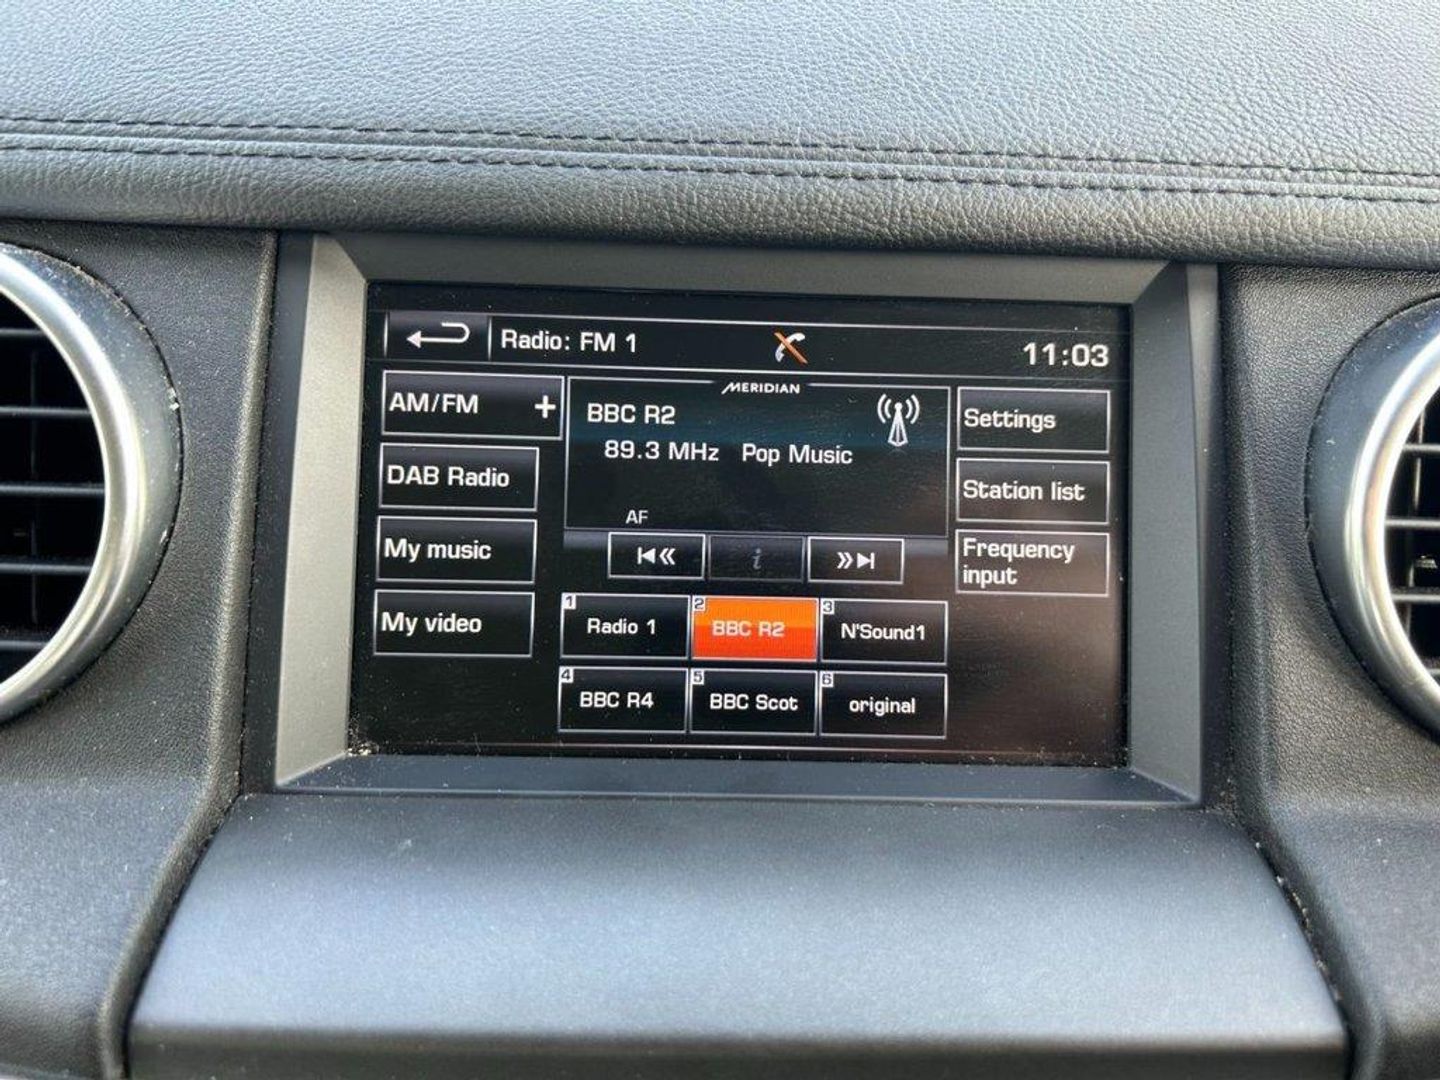 Radio: FM 1
11:03
AM/FM +
MERIDIAN
BBC R2
89.3 MHz Pop Music
AF
Settings
DAB Radio
Station list
My music
i
Frequency
input
My video
1 Radio 1
2 BBC R2
3 N'Sound1
4 BBC R4
5 BBC Scot
6 original